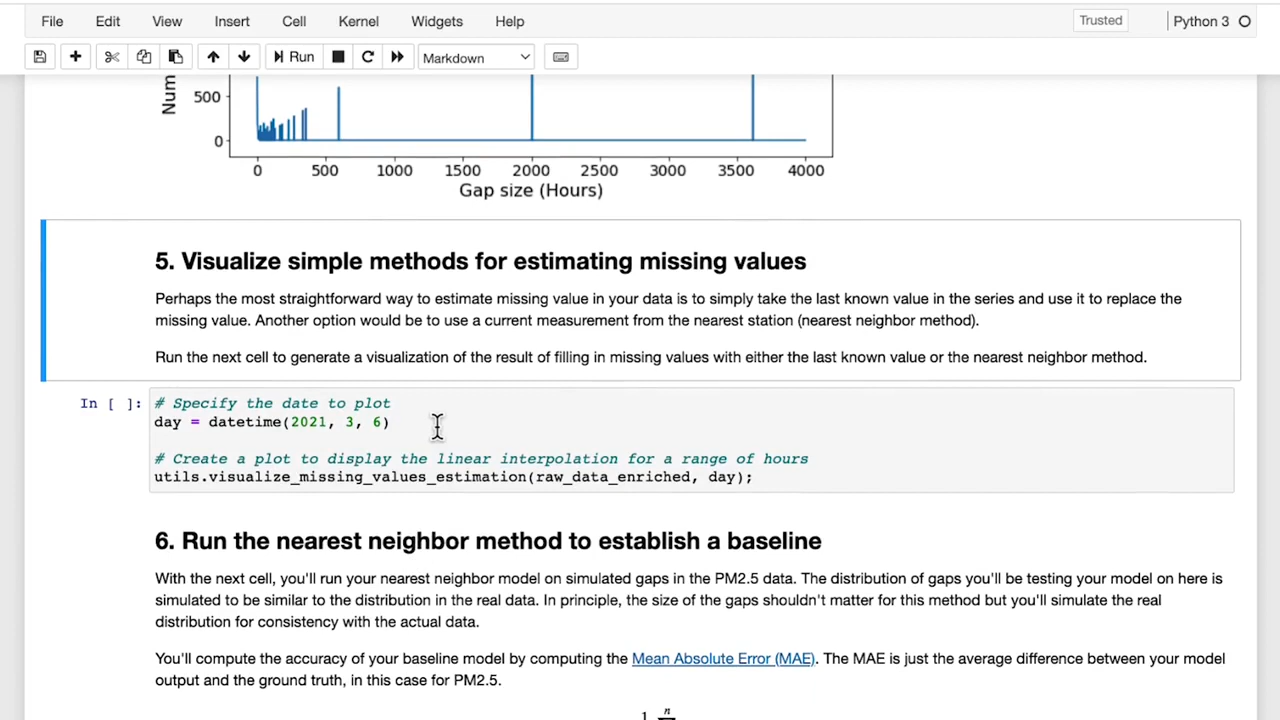 File Edit View Insert Cell Kernel Widgets Help Trusted Python 3
Run Markdown
Num
500
0
0 500 1000 1500 2000 2500 3000 3500 4000
Gap size (Hours)
5. Visualize simple methods for estimating missing values
Perhaps the most straightforward way to estimate missing value in your data is to simply take the last known value in the series and use it to replace the
missing value. Another option would be to use a current measurement from the nearest station (nearest neighbor method).
Run the next cell to generate a visualization of the result of filling in missing values with either the last known value or the nearest neighbor method.
In [ ]: # Specify the date to plot
day = datetime(2021, 3, 6)
# Create a plot to display the linear interpolation for a range of hours
utils.visualize_missing_values_estimation(raw_data_enriched, day);
6. Run the nearest neighbor method to establish a baseline
With the next cell, you'll run your nearest neighbor model on simulated gaps in the PM2.5 data. The distribution of gaps you'll be testing your model on here is
simulated to be similar to the distribution in the real data. In principle, the size of the gaps shouldn't matter for this method but you'll simulate the real
distribution for consistency with the actual data.
You'll compute the accuracy of your baseline model by computing the Mean Absolute Error (MAE). The MAE is just the average difference between your model
output and the ground truth, in this case for PM2.5.
1 n